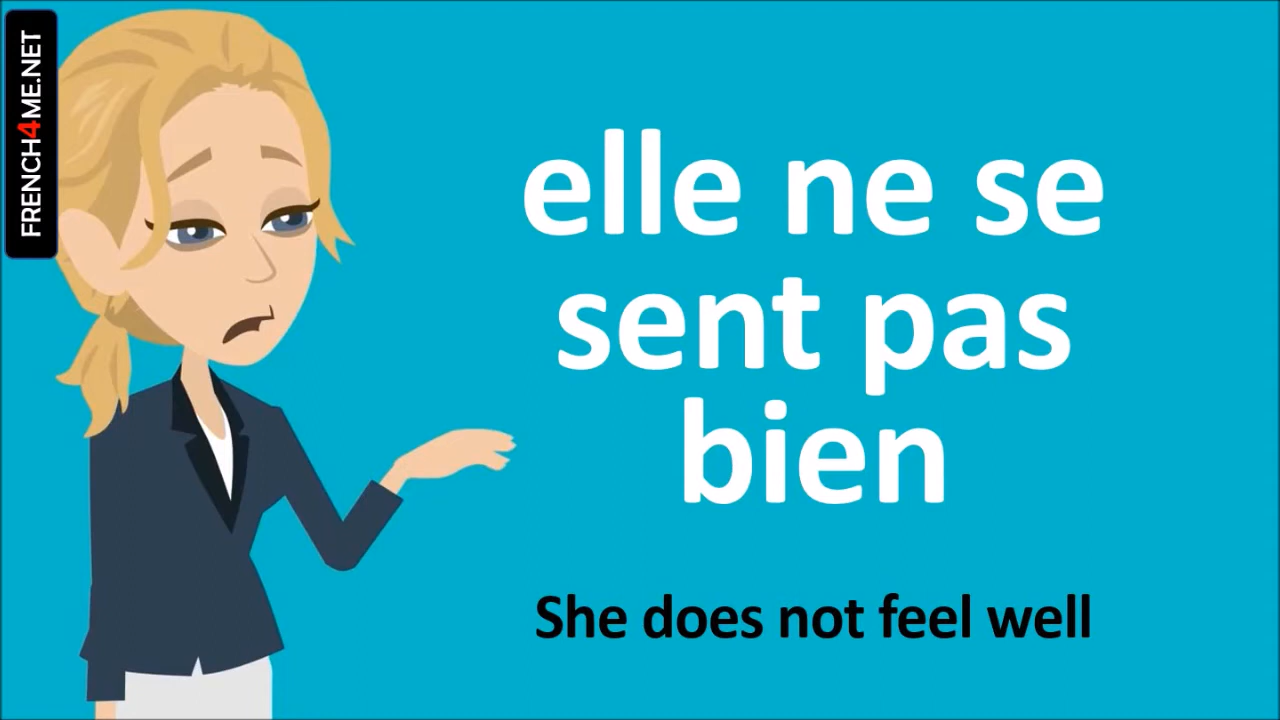 FRENCH4ME.NET
elle ne se
sent pas
bien
She does not feel well